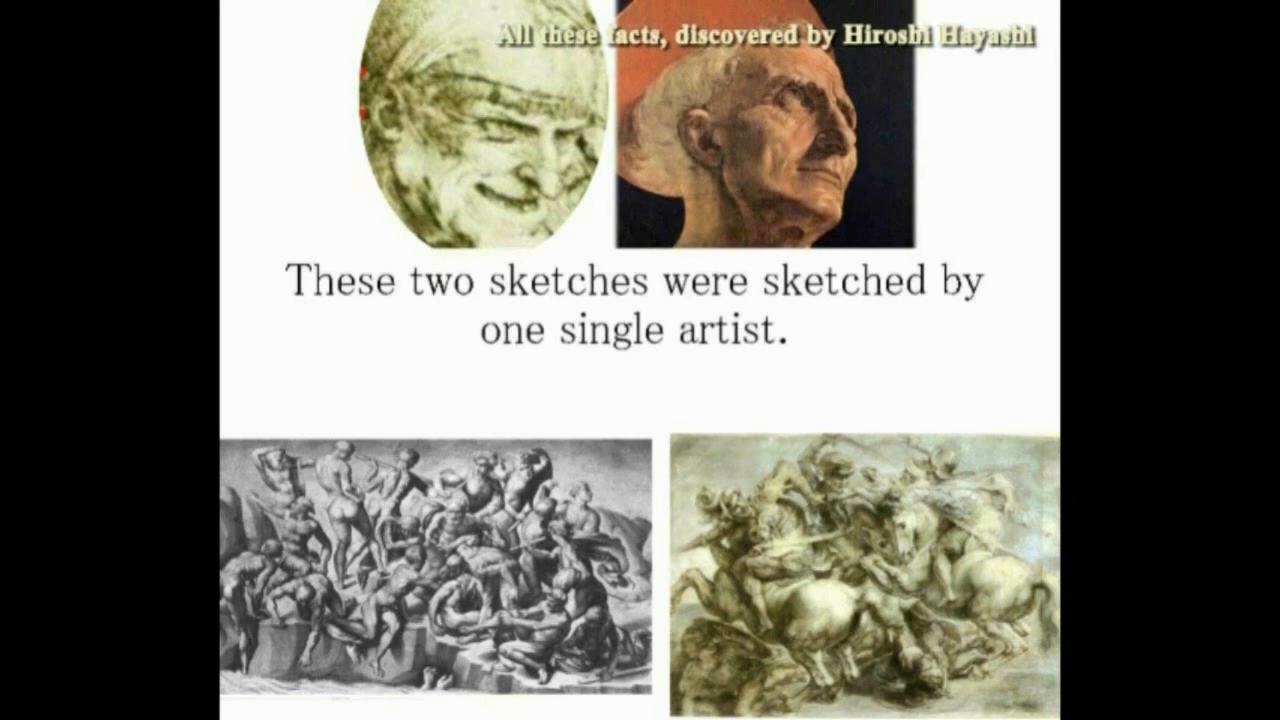 All these facts, discovered by Hiroshi Hayashi
These two sketches were sketched by
one single artist.